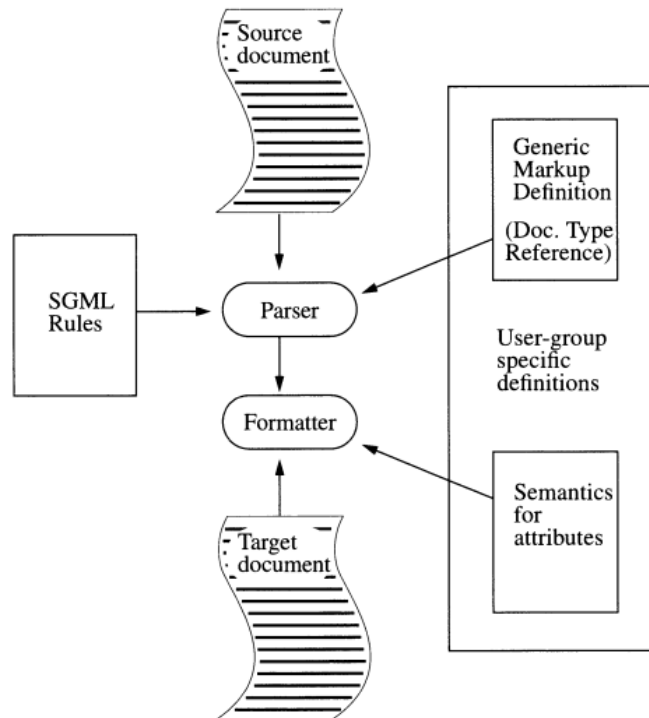 Source
document
Generic
Markup
Definition
(Doc. Type
Reference)
SGML
Rules
Parser
User-group
specific
definitions
Formatter
Semantics
for
attributes
Target
document